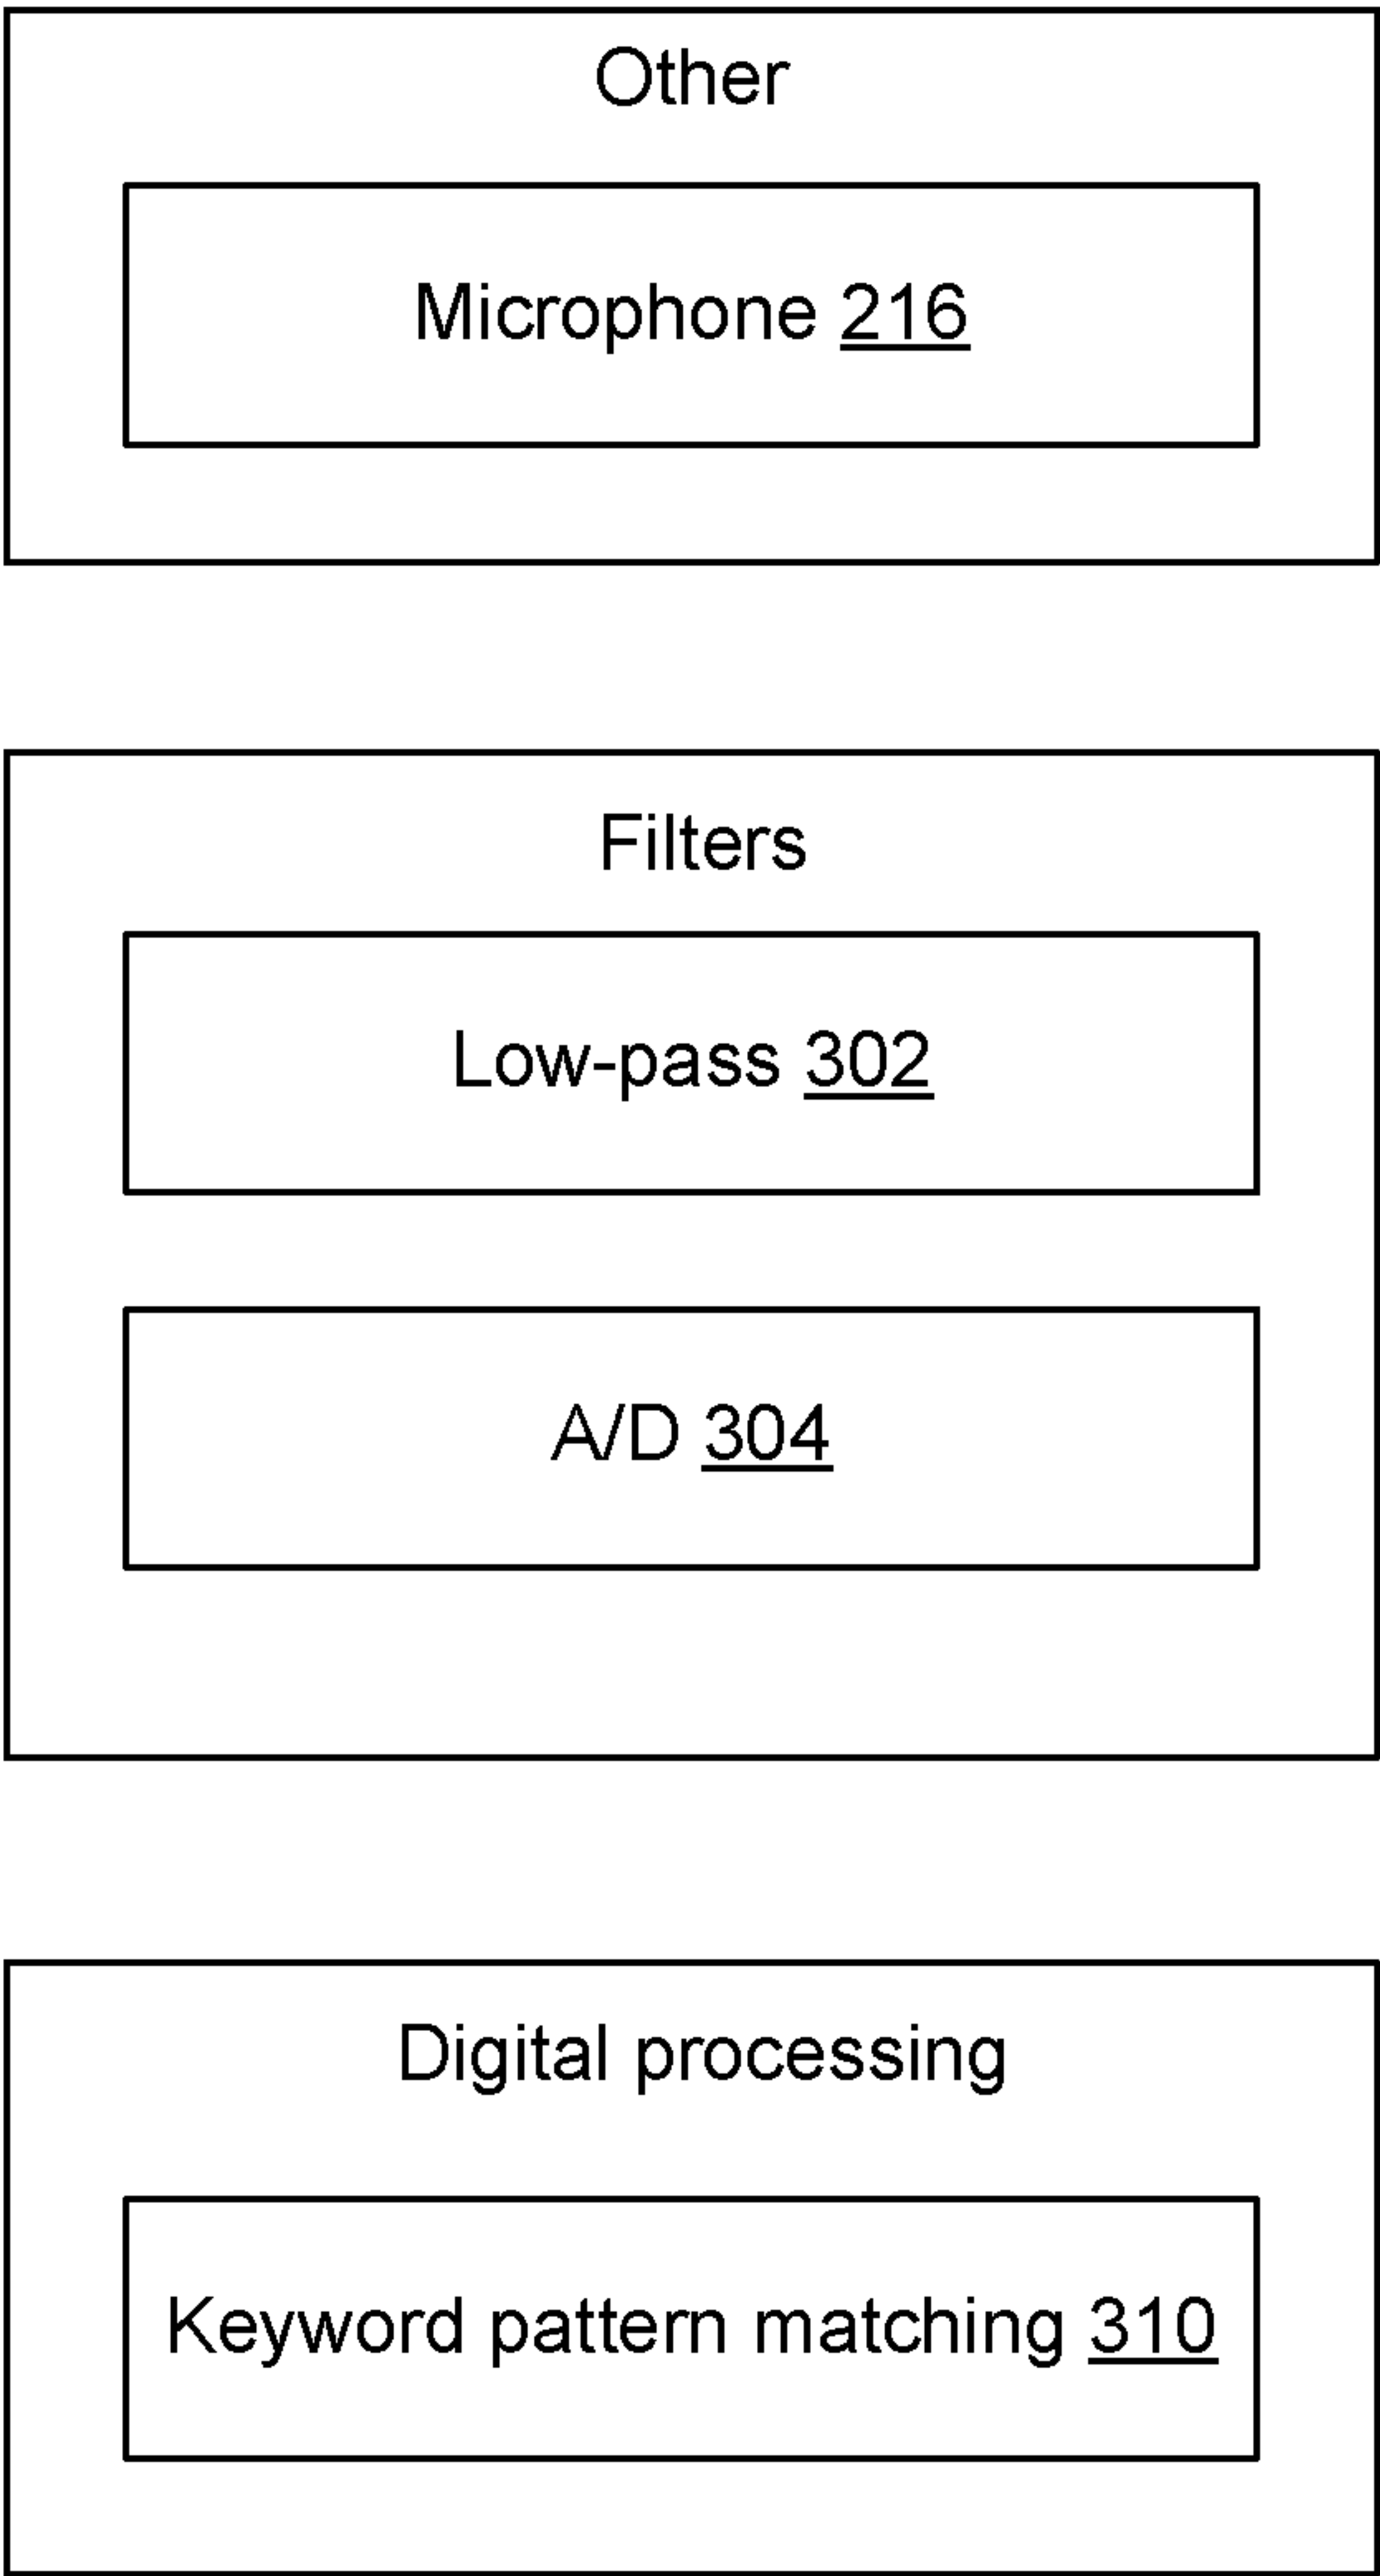 Other
Microphone 216
Filters
Low-pass 302
A/D 304
Digital processing
Keyword pattern matching 310